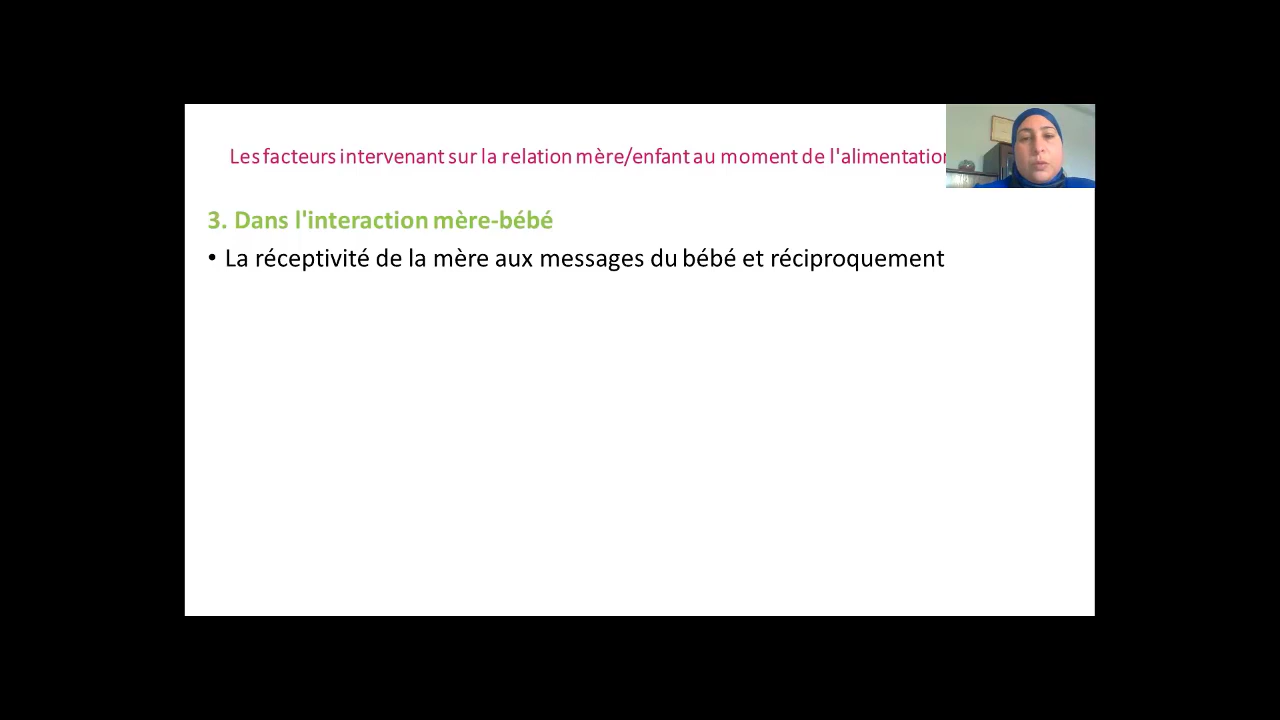 Les facteurs intervenant sur la relation mère/enfant au moment de l'alimentation
3. Dans l'interaction mère-bébé
• La réceptivité de la mère aux messages du bébé et réciproquement